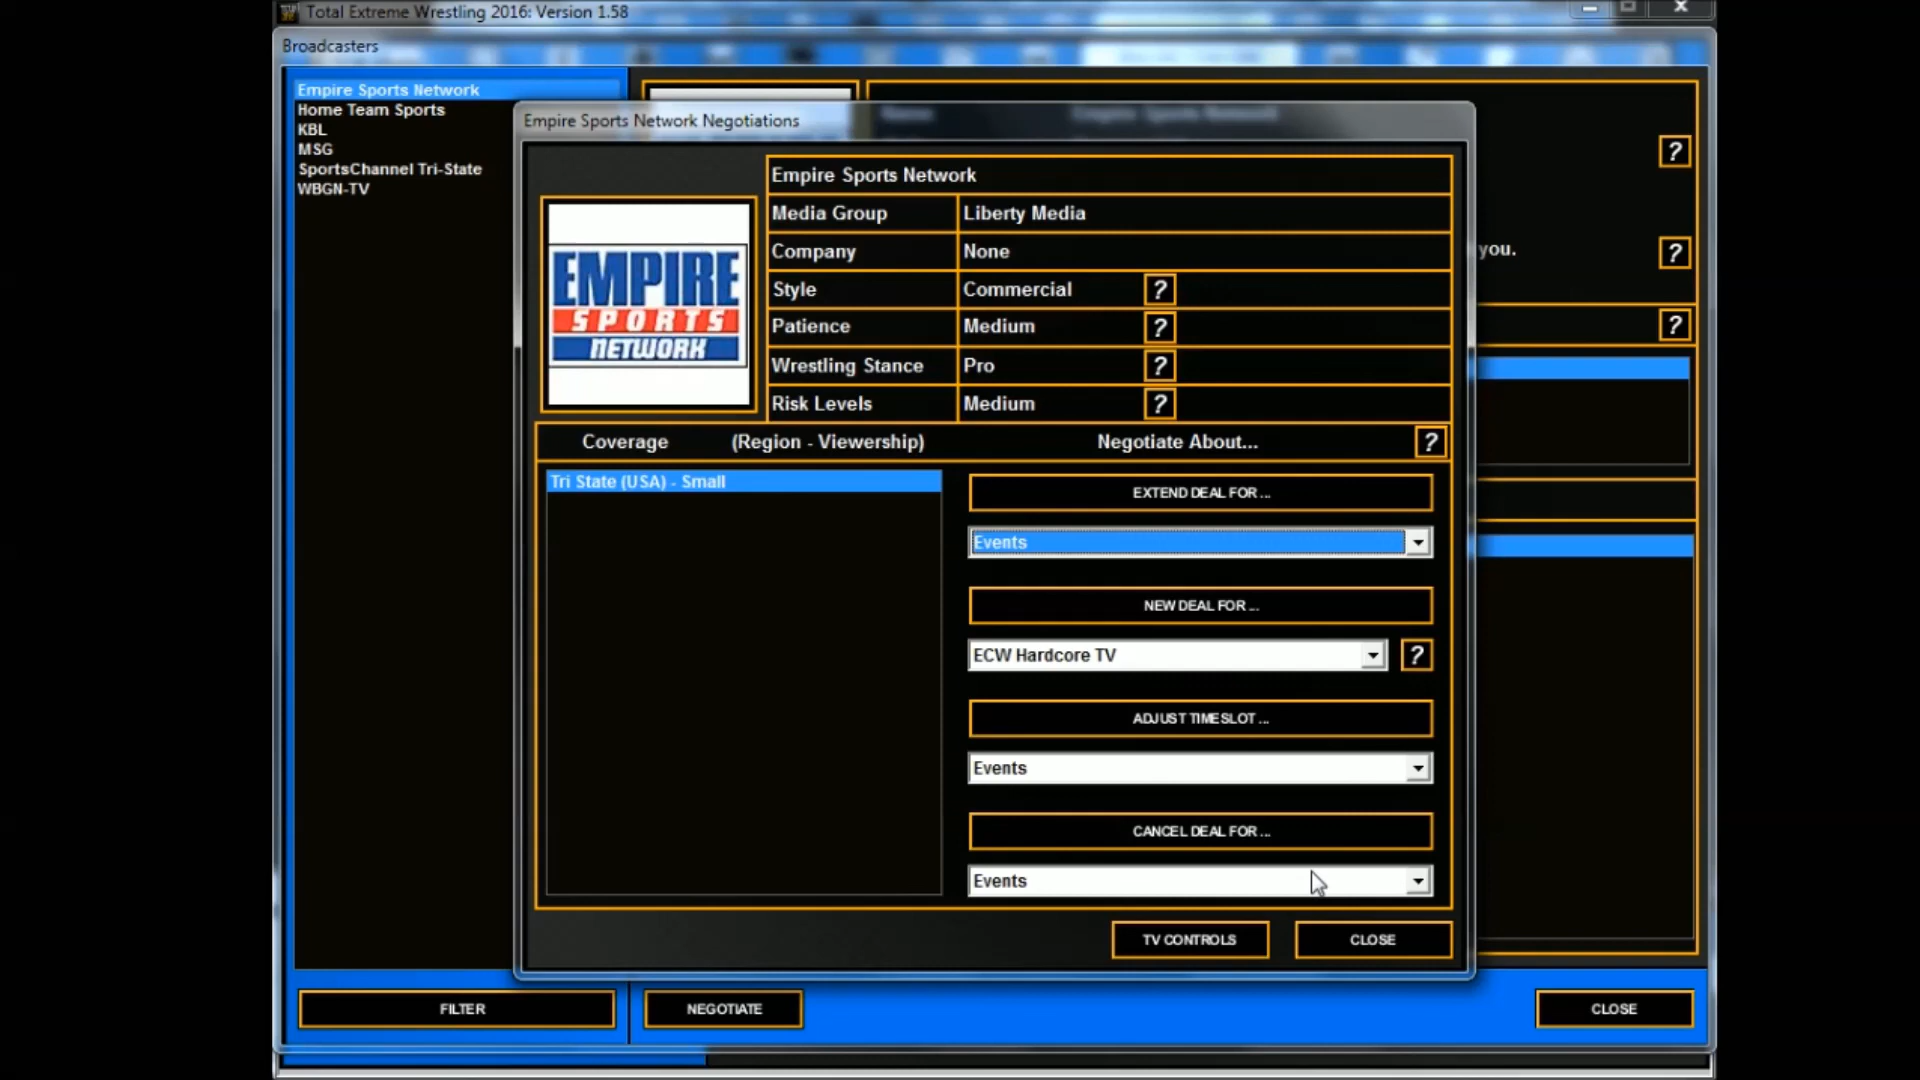 Total Extreme Wrestling 2016: Version 1.58
Broadcasters
Empire Sports Network
Home Team Sports
KBL
MSG
SportsChannel Tri-State
WBGN-TV
Name Empire Sports Network
?
you.
?
?
Empire Sports Network Negotiations
EMPIRE
SPORTS
NETWORK
Empire Sports Network
Media Group Liberty Media
Company None
Style Commercial ?
Patience Medium ?
Wrestling Stance Pro ?
Risk Levels Medium ?
Coverage (Region - Viewership) Negotiate About... ?
Tri State (USA) - Small
EXTEND DEAL FOR ...
Events
NEW DEAL FOR ...
ECW Hardcore TV ?
ADJUST TIMESLOT ...
Events
CANCEL DEAL FOR ...
Events
TV CONTROLS CLOSE
FILTER NEGOTIATE CLOSE